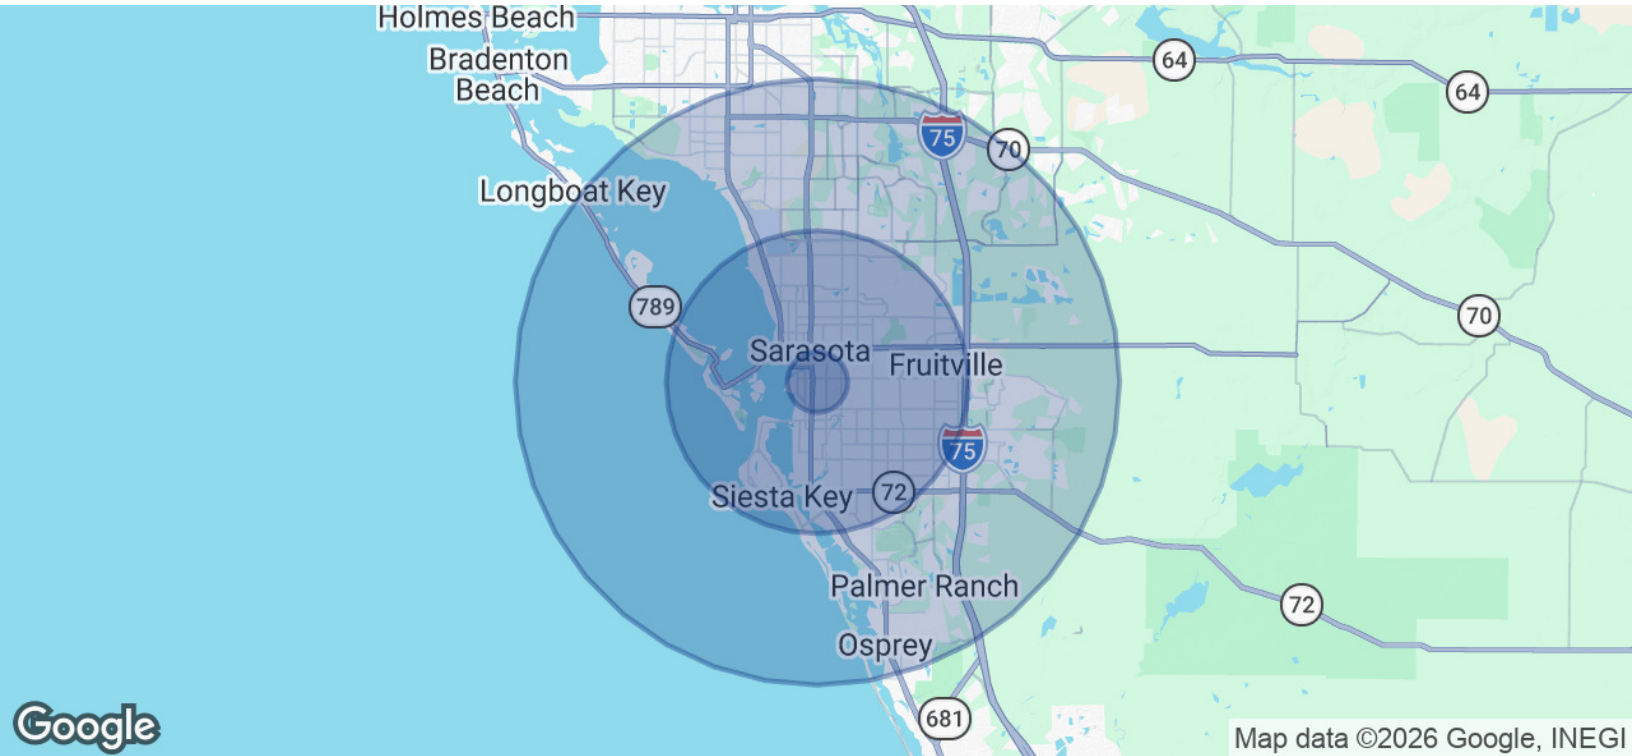 Holmes Beach
Bradenton
Beach
64
64
75
70
Longboat Key
789
70
Sarasota
Fruitville
75
72
Siesta Key
Palmer Ranch
72
Osprey
681
Google
Map data ©2026 Google, INEGI